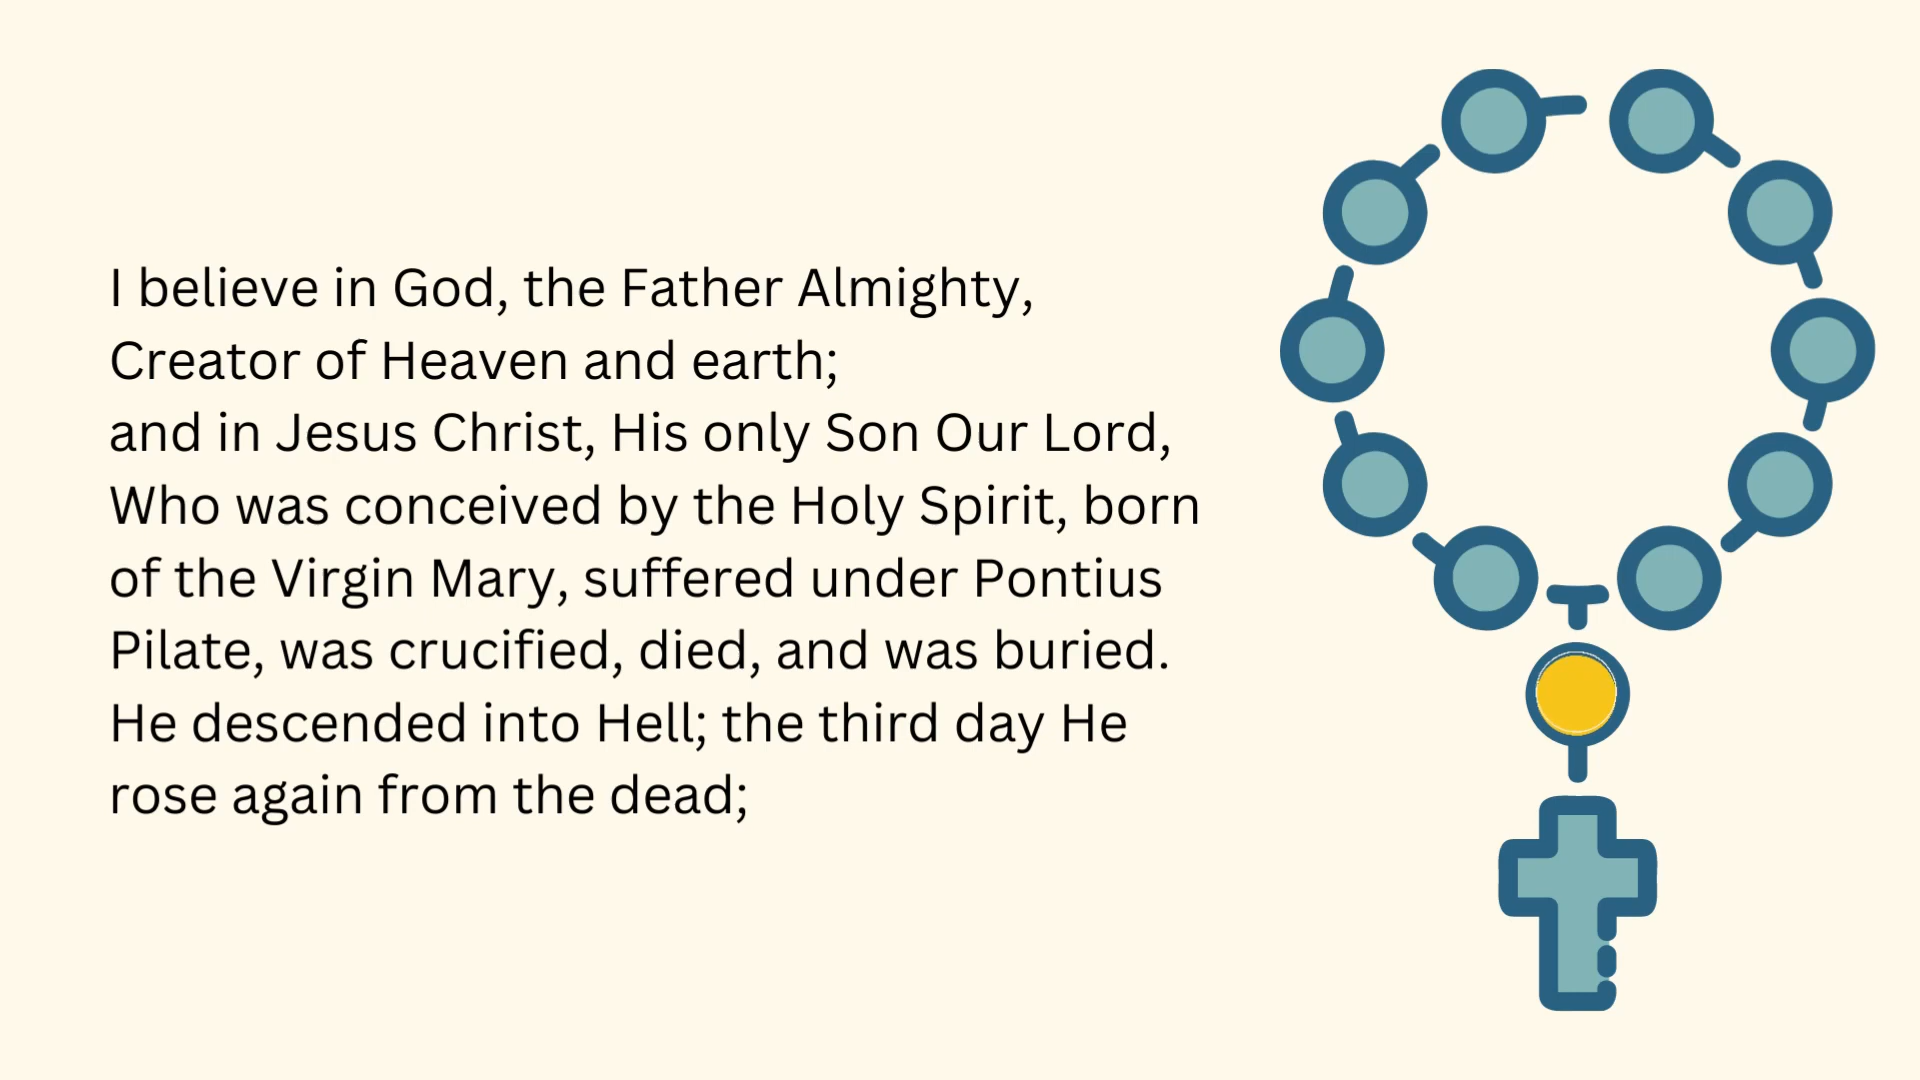 I believe in God, the Father Almighty,
Creator of Heaven and earth;
and in Jesus Christ, His only Son Our Lord,
Who was conceived by the Holy Spirit, born
of the Virgin Mary, suffered under Pontius
Pilate, was crucified, died, and was buried.
He descended into Hell; the third day He
rose again from the dead;